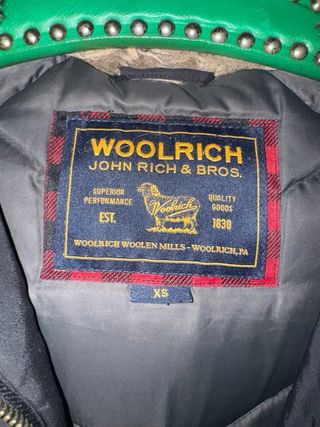 WOOLRICH
JOHN RICH & BROS.
SUPERIOR
PERFORMANCE
EST.
Woolrich
QUALITY
GOODS
1830
WOOLRICH WOOLEN MILLS - WOOLRICH, PA
XS